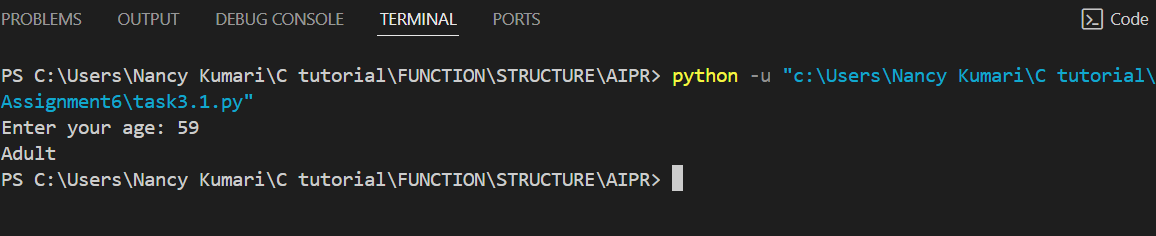 PROBLEMS OUTPUT DEBUG CONSOLE TERMINAL PORTS Code
PS C:\Users\Nancy Kumari\C tutorial\FUNCTION\STRUCTURE\AIPR> python -u "c:\Users\Nancy Kumari\C tutorial\
Assignment6\task3.1.py"
Enter your age: 59
Adult
PS C:\Users\Nancy Kumari\C tutorial\FUNCTION\STRUCTURE\AIPR>